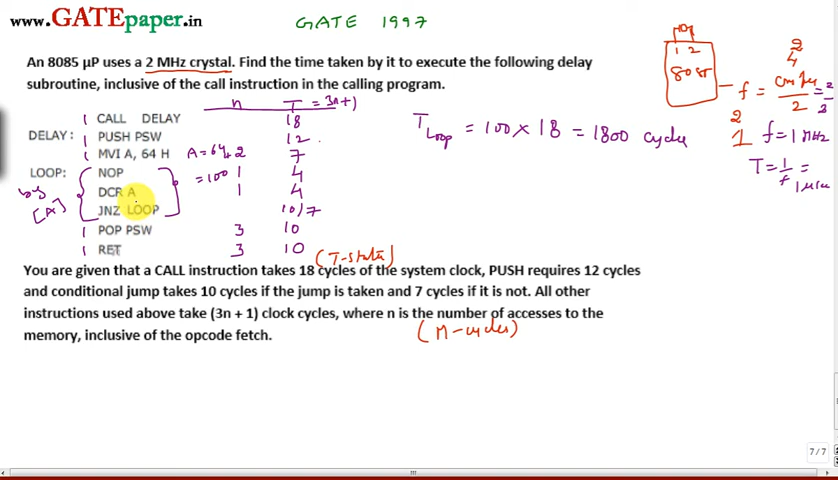 www.GATEpaper.in
GATE 1997
An 8085 µP uses a 2 MHz crystal. Find the time taken by it to execute the following delay
subroutine, inclusive of the call instruction in the calling program.
n T = 3n+1
1 CALL DELAY 18
DELAY: 1 PUSH PSW 12
1 MVI A, 64 H A=64H 2 7
LOOP: NOP =100 1 4
DCR A 1 4
[A] JNZ LOOP 10/7
1 POP PSW 3 10
1 RET 3 10
(T-states)
You are given that a CALL instruction takes 18 cycles of the system clock, PUSH requires 12 cycles
and conditional jump takes 10 cycles if the jump is taken and 7 cycles if it is not. All other
instructions used above take (3n + 1) clock cycles, where n is the number of accesses to the
memory, inclusive of the opcode fetch.
(M-cycles)
T Loop = 100 × 18 = 1800 cycle
1 2
8085
f = 
f = 1 MHz
T = 1/f =
7/7